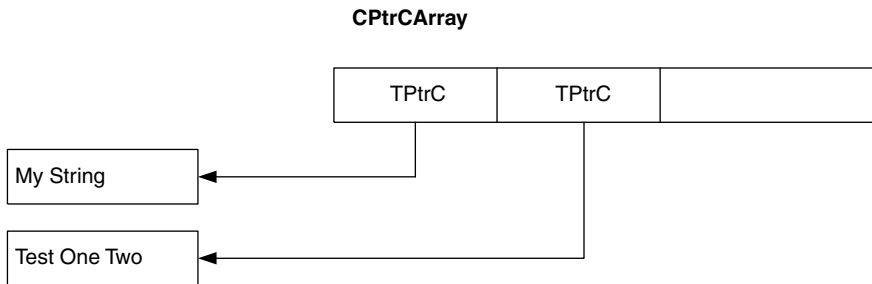 CPtrCArray
TPtrC TPtrC
My String
Test One Two